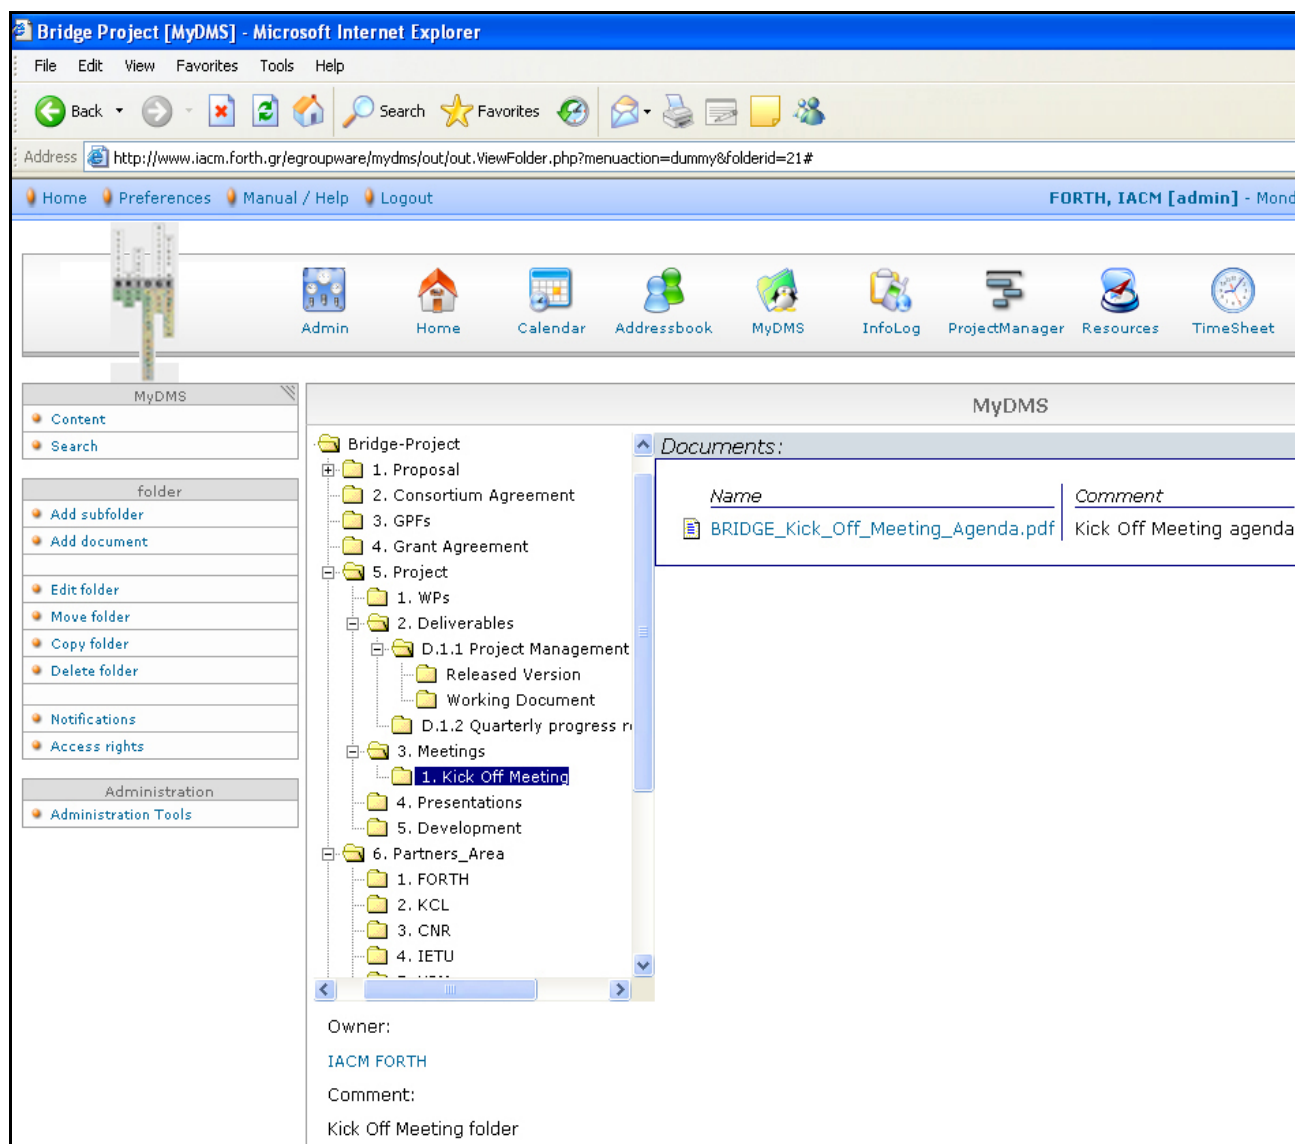 Bridge Project [MyDMS] - Microsoft Internet Explorer
File Edit View Favorites Tools Help
Back Search Favorites
Address http://www.iacm.forth.gr/egroupware/mydms/out/out.ViewFolder.php?menuaction=dummy&folderid=21#
Home Preferences Manual / Help Logout FORTH, IACM [admin] - Mond
Admin Home Calendar Addressbook MyDMS InfoLog ProjectManager Resources TimeSheet
MyDMS
Content
Search
folder
Add subfolder
Add document
Edit folder
Move folder
Copy folder
Delete folder
Notifications
Access rights
Administration
Administration Tools
MyDMS
Bridge-Project
1. Proposal
2. Consortium Agreement
3. GPFs
4. Grant Agreement
5. Project
1. WPs
2. Deliverables
D.1.1 Project Management
Released Version
Working Document
D.1.2 Quarterly progress r
3. Meetings
1. Kick Off Meeting
4. Presentations
5. Development
6. Partners_Area
1. FORTH
2. KCL
3. CNR
4. IETU
Documents:
Name Comment
BRIDGE_Kick_Off_Meeting_Agenda.pdf Kick Off Meeting agenda
Owner:
IACM FORTH
Comment:
Kick Off Meeting folder